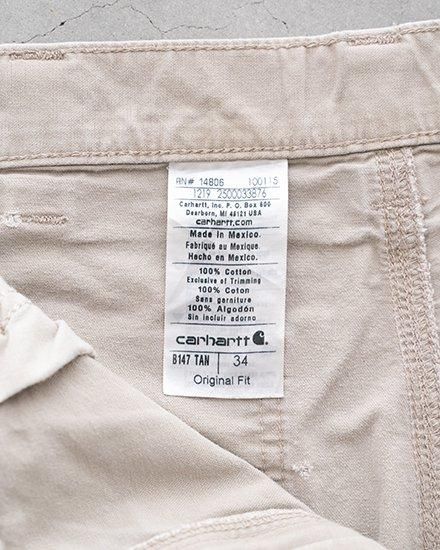 RN# 14806 100115
1219 2500033876
Carhartt, Inc. P.O. Box 600
Dearborn, MI 48121 USA
carhartt.com
Made in Mexico.
Fabriqué au Mexique
Hecho en Mexico.
100% Cotton
Exclusive of Trimming
100% Coton
Sans garniture
100% Algodón
Sin incluir adorno
carhartt
B147 TAN 34
Original Fit